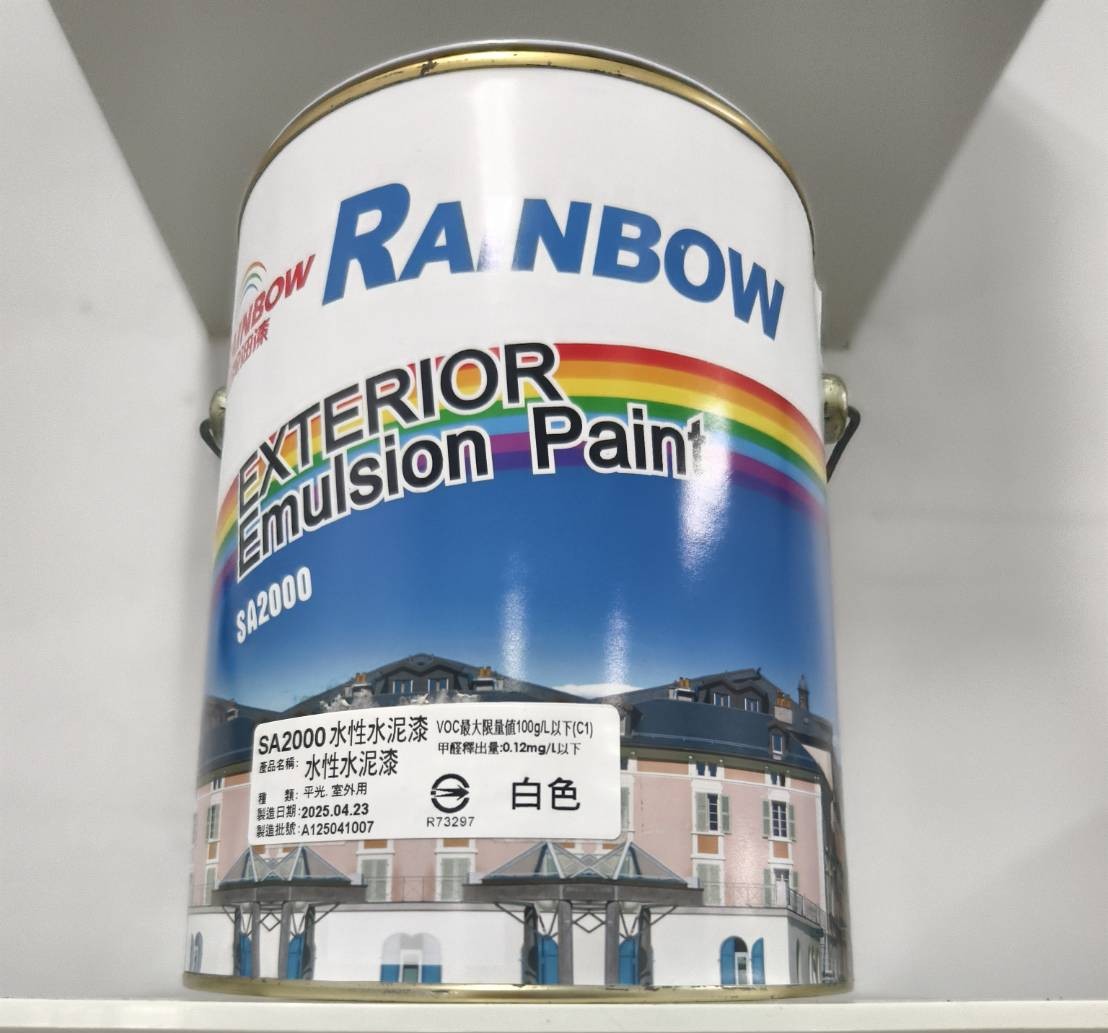 RAINBOW
AINBOW
EXTERIOR
Emulsion Paint
SA2000
SA2000 水性水泥漆 VOC最大限量值100g/L以下(C1)
產品名稱: 水性水泥漆 甲醛釋出量:0.12mg/L以下
種 類: 平光. 室外用
製造日期:2025.04.23
製造批號:A125041007
R73297
白色